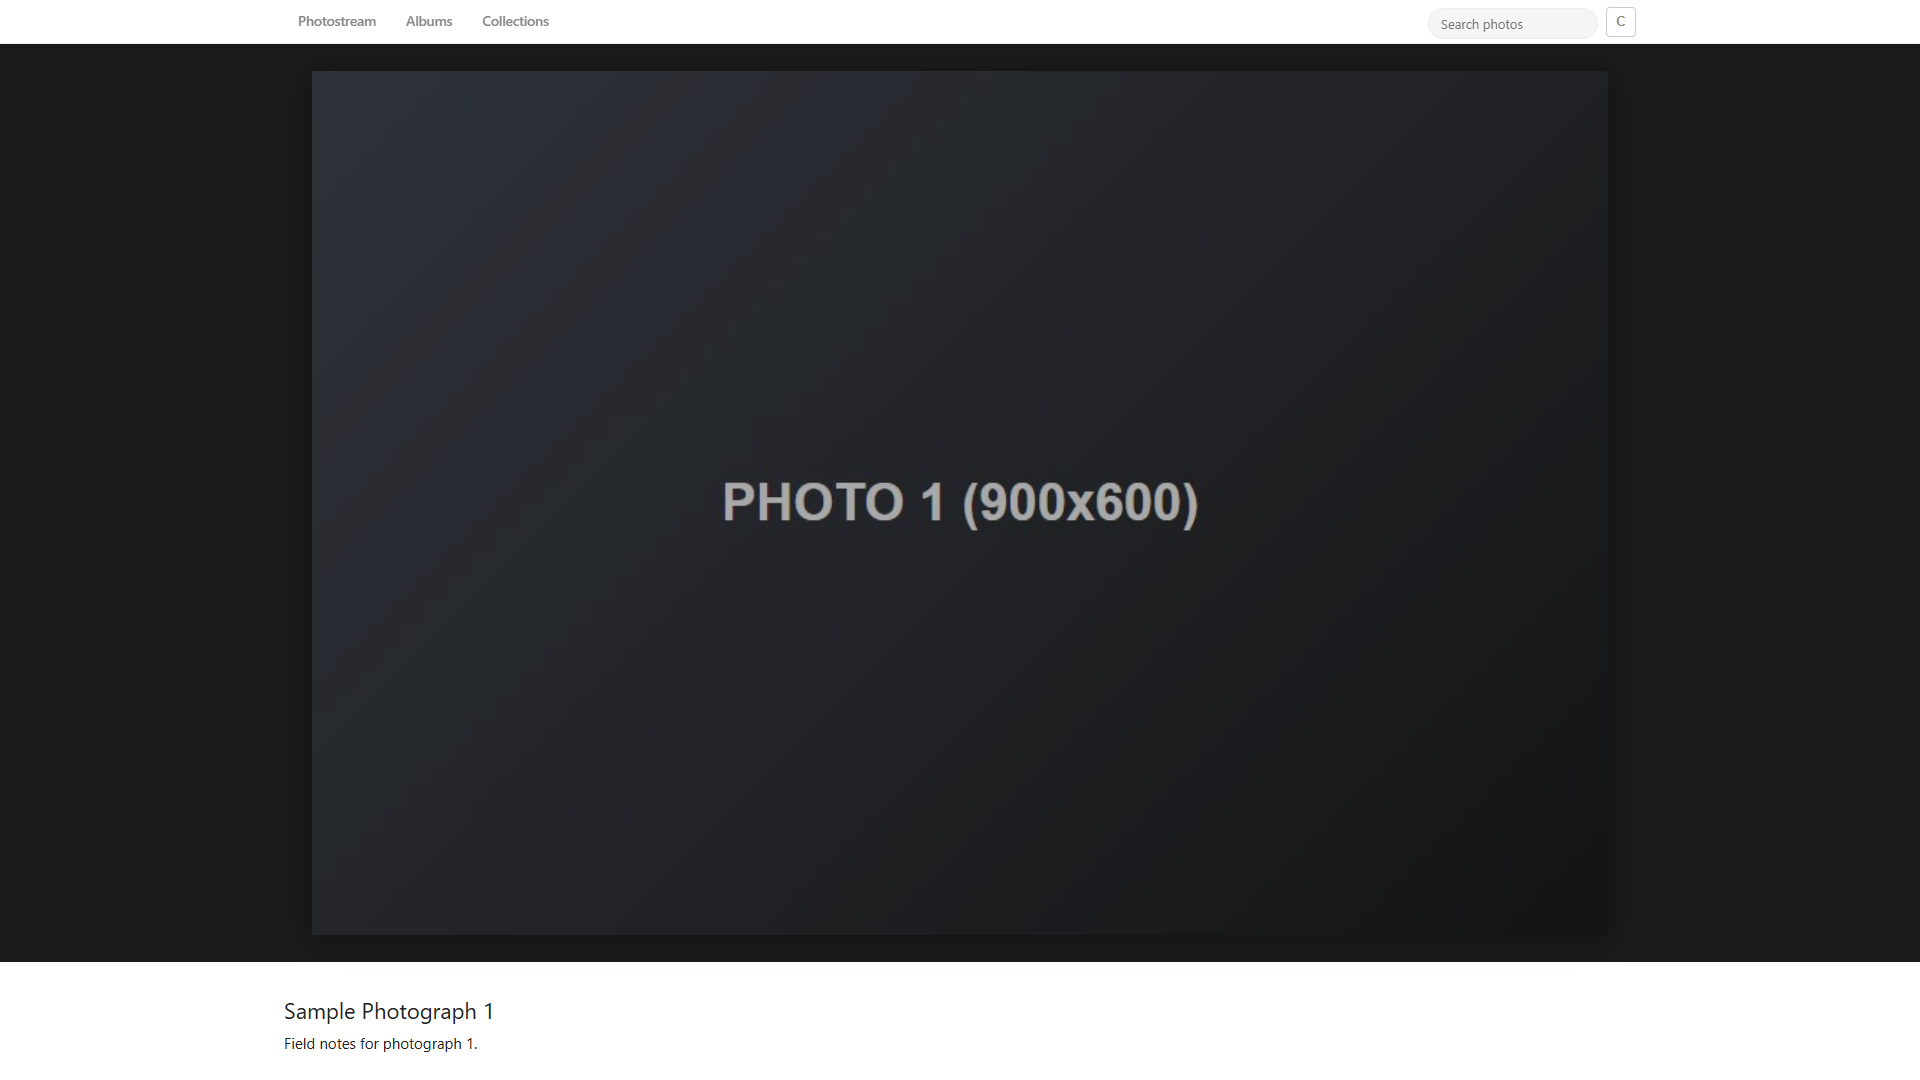 Photostream Albums Collections Search photos C
PHOTO 1 (900x600)
Sample Photograph 1
Field notes for photograph 1.